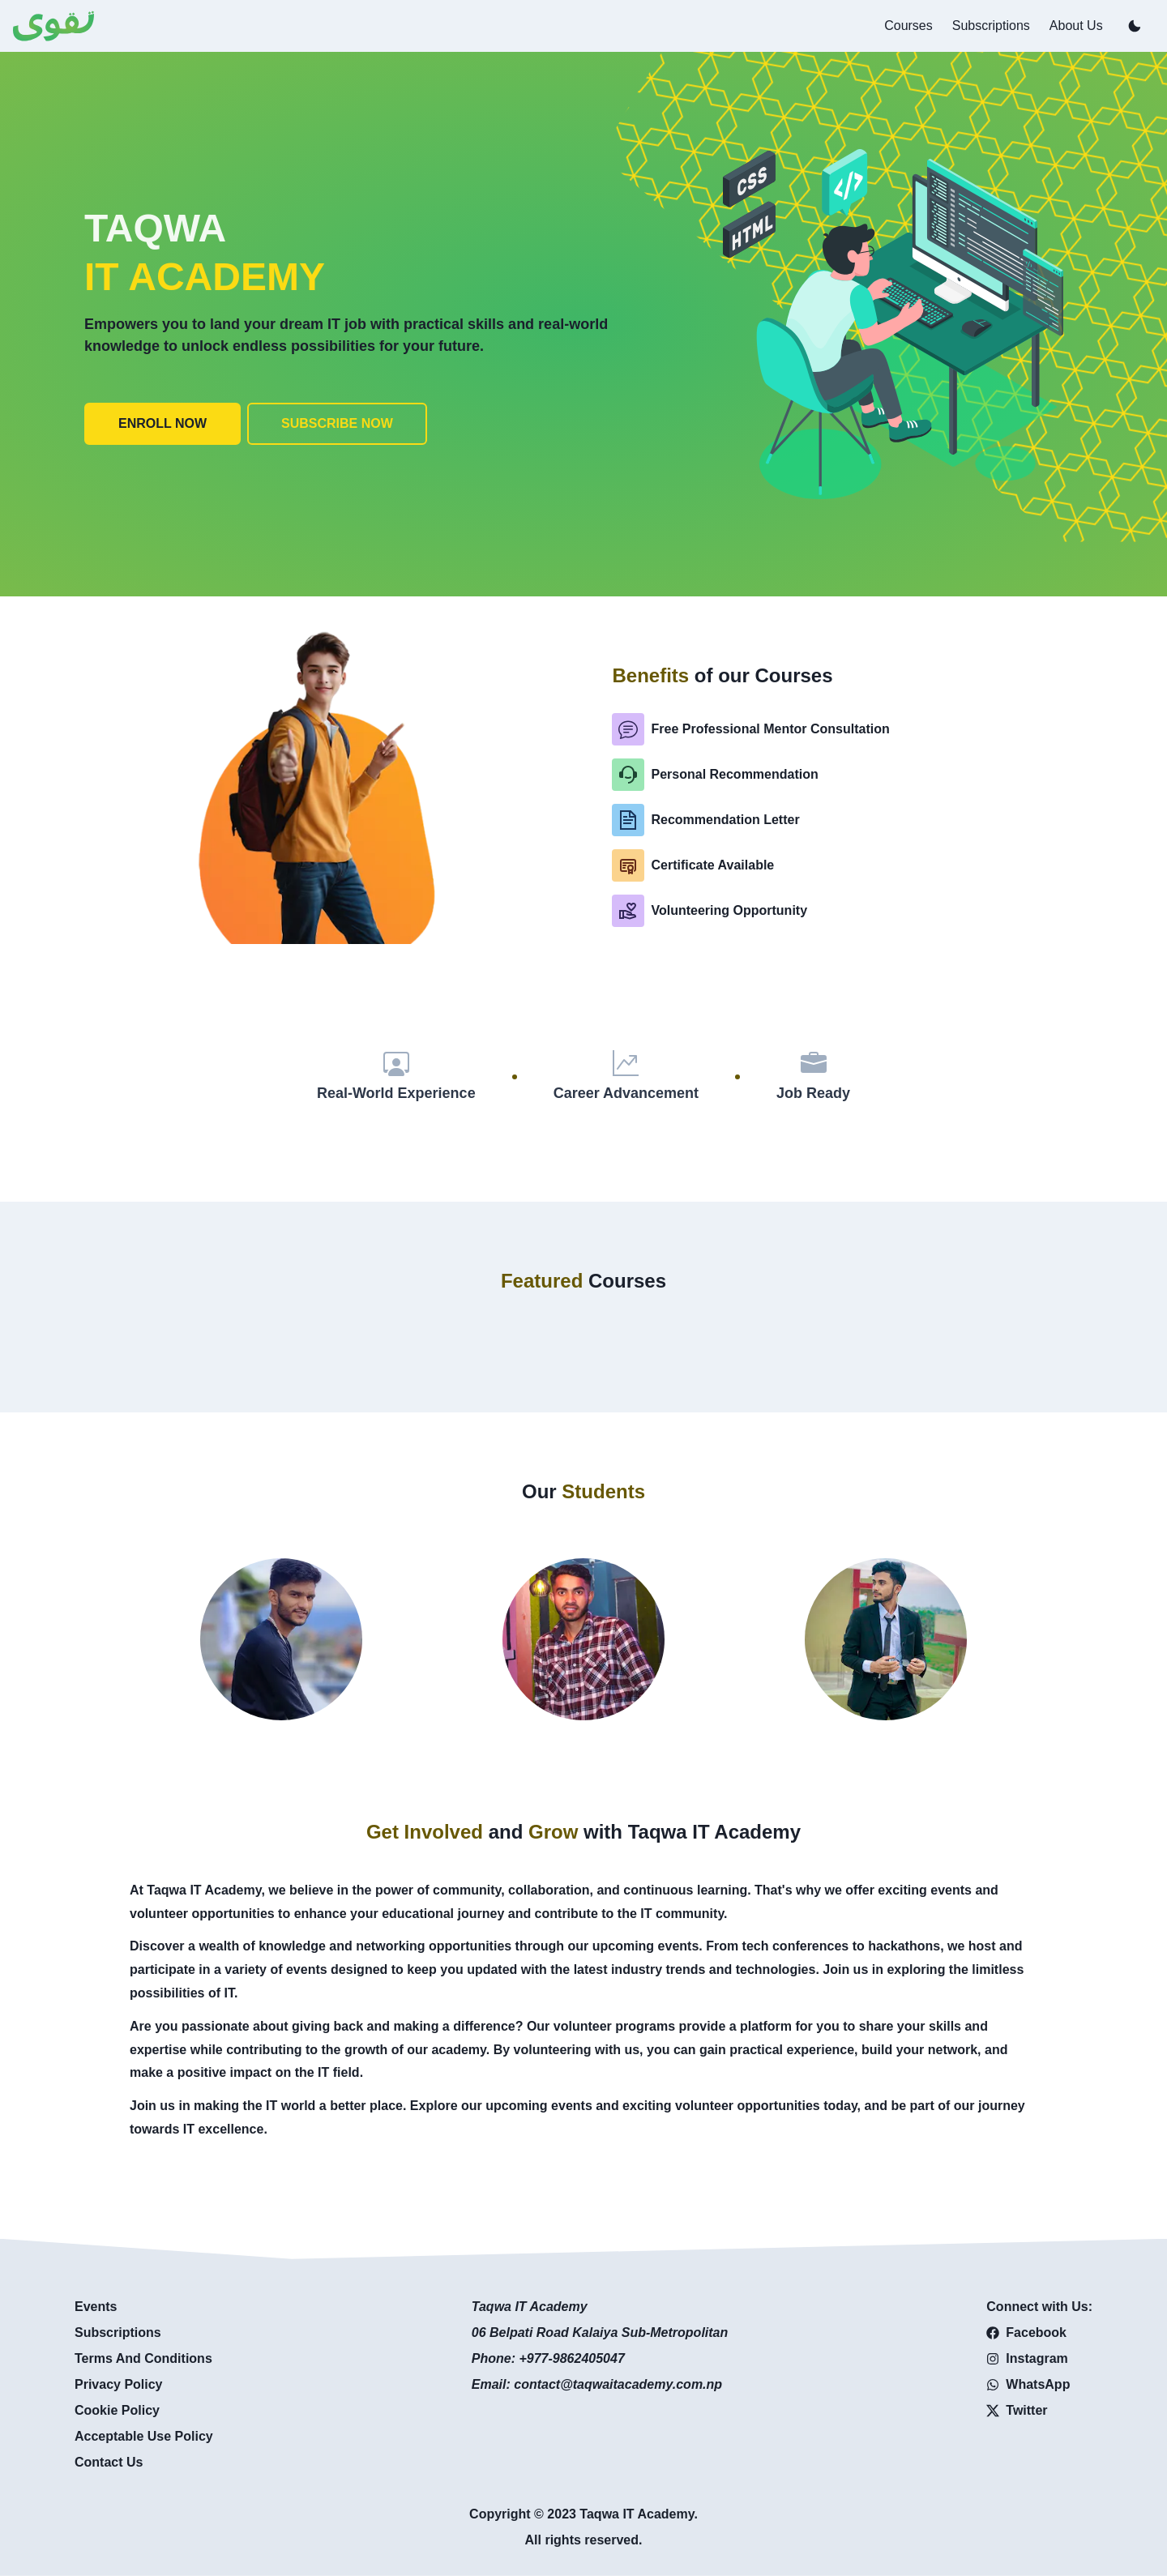 تقوى
Courses Subscriptions About Us
CSS
HTML
</>
TAQWA
IT ACADEMY
Empowers you to land your dream IT job with practical skills and real-world
knowledge to unlock endless possibilities for your future.
ENROLL NOW SUBSCRIBE NOW
Benefits of our Courses
Free Professional Mentor Consultation
Personal Recommendation
Recommendation Letter
Certificate Available
Volunteering Opportunity
Real-World Experience
Career Advancement
Job Ready
Featured Courses
Our Students
Get Involved and Grow with Taqwa IT Academy
At Taqwa IT Academy, we believe in the power of community, collaboration, and continuous learning. That's why we offer exciting events and
volunteer opportunities to enhance your educational journey and contribute to the IT community.
Discover a wealth of knowledge and networking opportunities through our upcoming events. From tech conferences to hackathons, we host and
participate in a variety of events designed to keep you updated with the latest industry trends and technologies. Join us in exploring the limitless
possibilities of IT.
Are you passionate about giving back and making a difference? Our volunteer programs provide a platform for you to share your skills and
expertise while contributing to the growth of our academy. By volunteering with us, you can gain practical experience, build your network, and
make a positive impact on the IT field.
Join us in making the IT world a better place. Explore our upcoming events and exciting volunteer opportunities today, and be part of our journey
towards IT excellence.
Events
Subscriptions
Terms And Conditions
Privacy Policy
Cookie Policy
Acceptable Use Policy
Contact Us
Taqwa IT Academy
06 Belpati Road Kalaiya Sub-Metropolitan
Phone: +977-9862405047
Email: contact@taqwaitacademy.com.np
Connect with Us:
Facebook
Instagram
WhatsApp
Twitter
Copyright © 2023 Taqwa IT Academy.
All rights reserved.